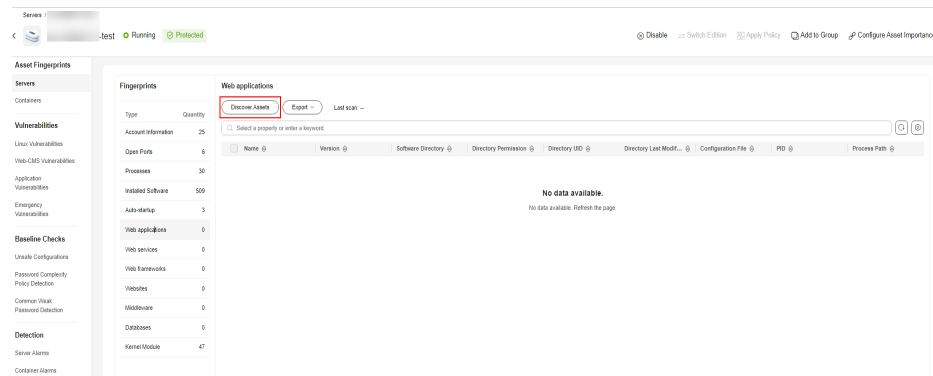 Servers /
-test Running Protected Disable Switch Edition Apply Policy Add to Group Configure Asset Importance
Asset Fingerprints
Servers
Containers
Vulnerabilities
Linux Vulnerabilities
Web-CMS Vulnerabilities
Application
Vulnerabilities
Emergency
Vulnerabilities
Baseline Checks
Unsafe Configurations
Password Complexity
Policy Detection
Common Weak
Password Detection
Detection
Server Alarms
Container Alarms
Fingerprints
Type Quantity
Account Information 25
Open Ports 6
Processes 30
Installed Software 509
Auto-startup 3
Web applications 0
Web services 0
Web frameworks 0
Websites 0
Middleware 0
Databases 0
Kernel Module 47
Web applications
Discover Assets Export Last scan: --
Select a property or enter a keyword.
Name Version Software Directory Directory Permission Directory UID Directory Last Modif... Configuration File PID Process Path
No data available.
No data available. Refresh the page.